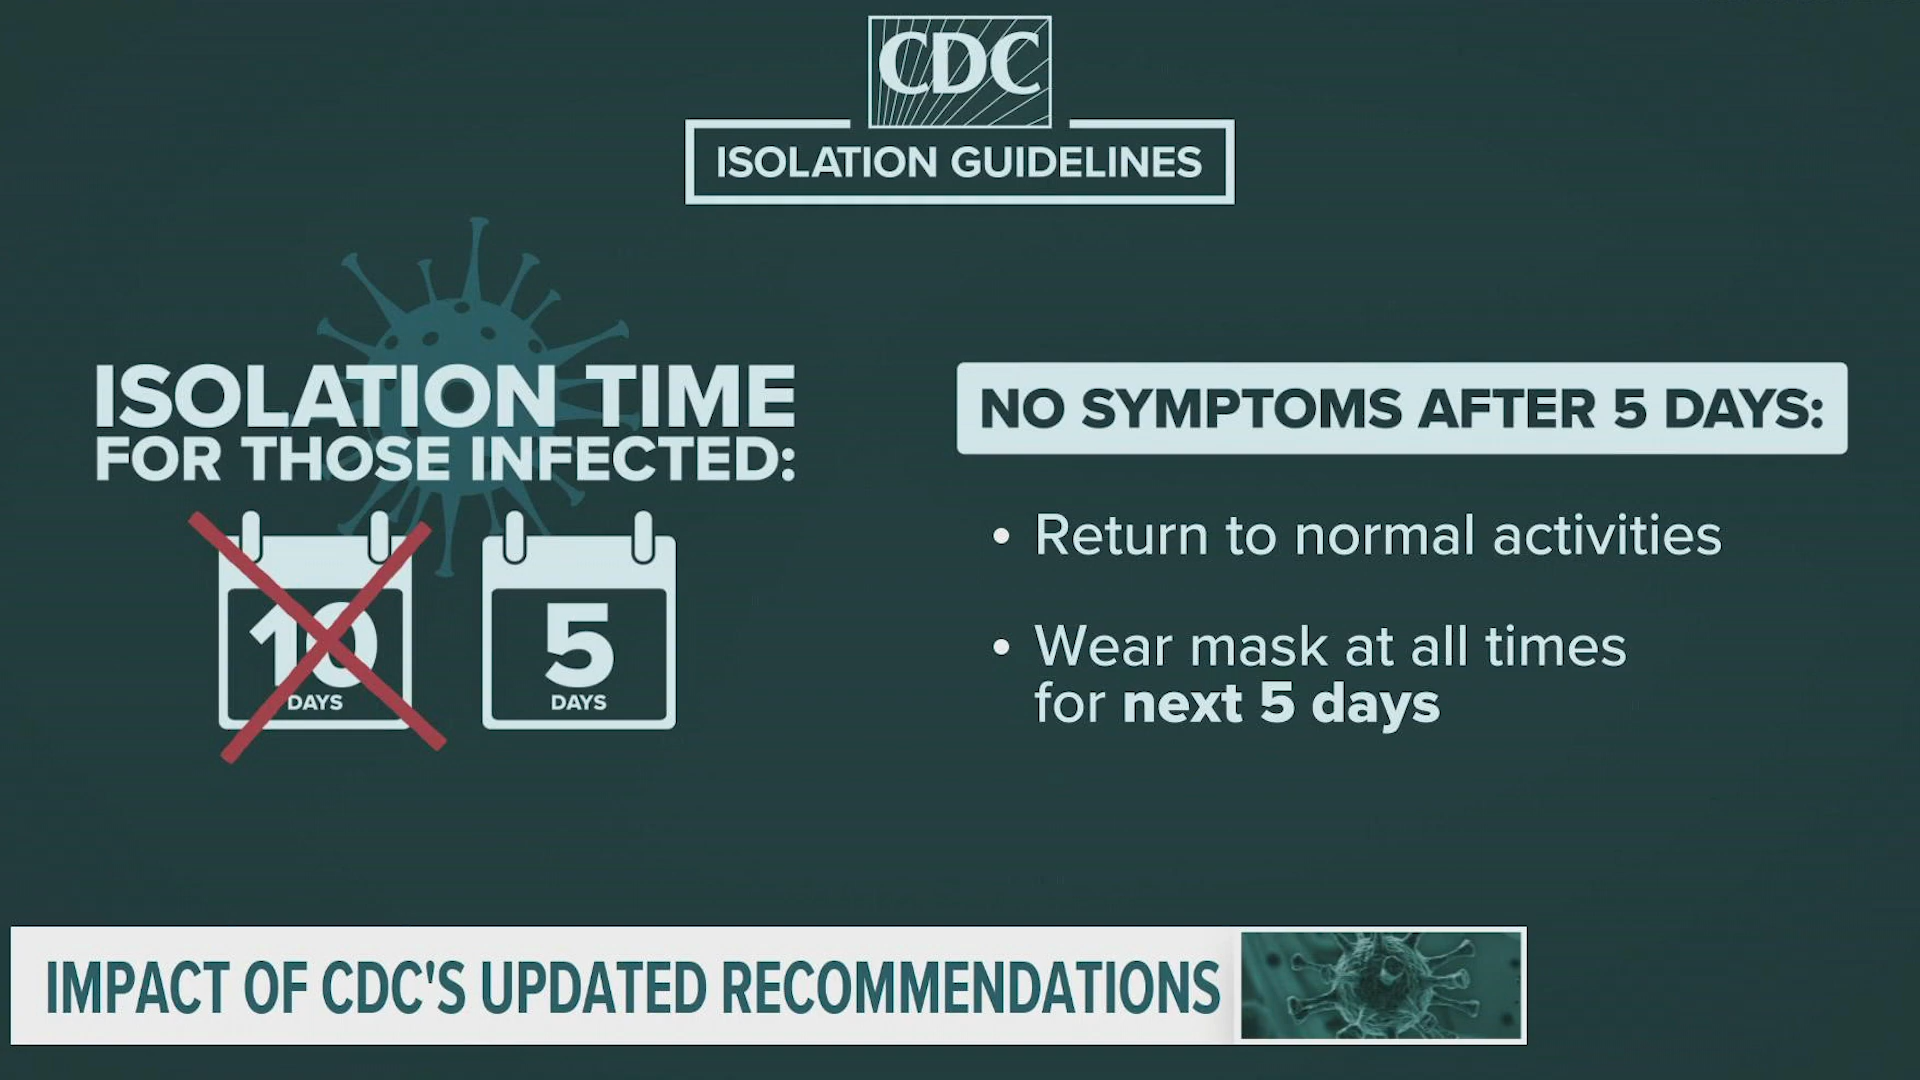 CDC
ISOLATION GUIDELINES
ISOLATION TIME
FOR THOSE INFECTED:
10
DAYS
5
DAYS
NO SYMPTOMS AFTER 5 DAYS:
• Return to normal activities
• Wear mask at all times
for next 5 days
IMPACT OF CDC'S UPDATED RECOMMENDATIONS